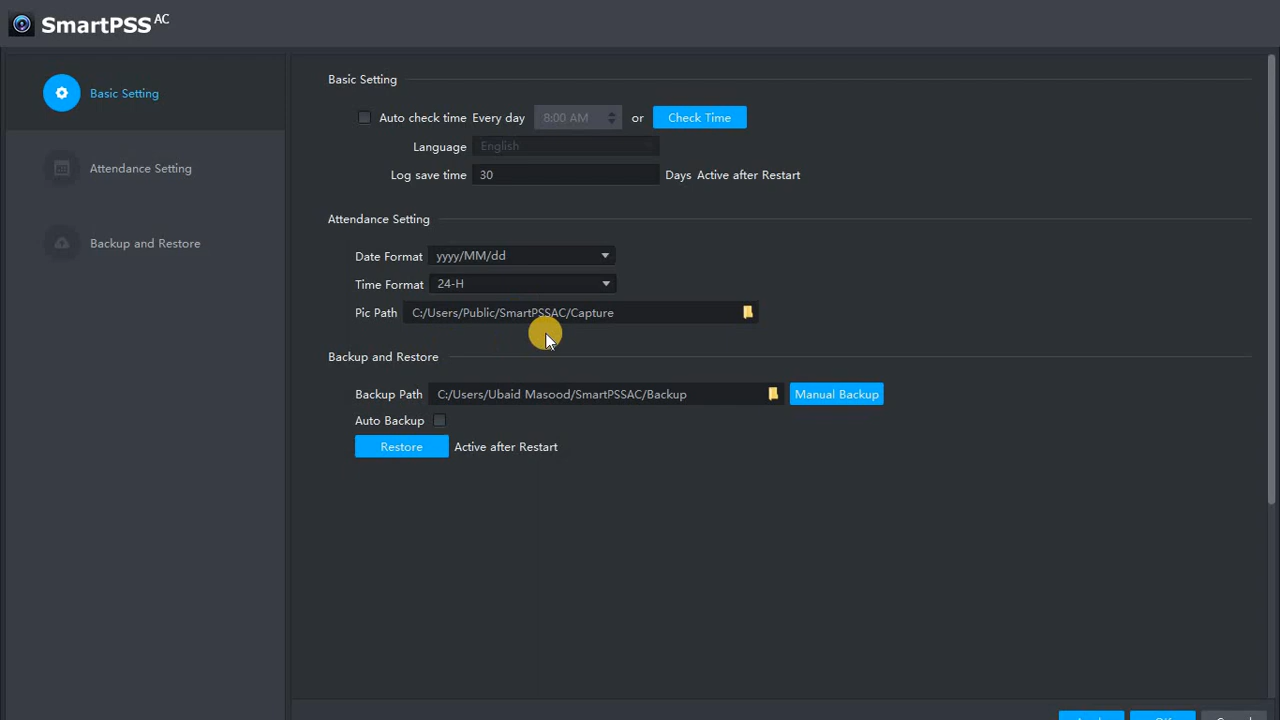 SmartPSS AC
Basic Setting
Attendance Setting
Backup and Restore
Basic Setting
Auto check time Every day 8:00 AM or Check Time
Language English
Log save time 30 Days Active after Restart
Attendance Setting
Date Format yyyy/MM/dd
Time Format 24-H
Pic Path C:/Users/Public/SmartPSSAC/Capture
Backup and Restore
Backup Path C:/Users/Ubaid Masood/SmartPSSAC/Backup Manual Backup
Auto Backup
Restore Active after Restart